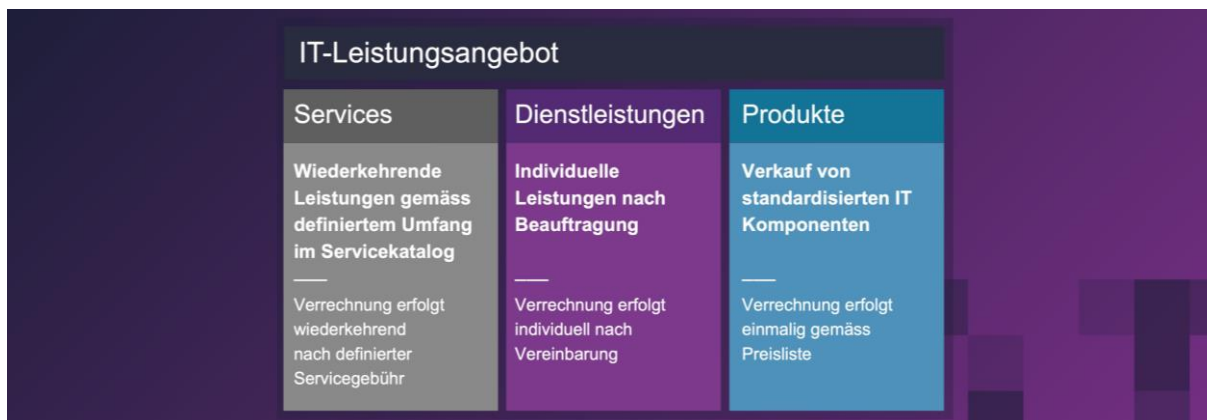 IT-Leistungsangebot
Services
Wiederkehrende
Leistungen gemäss
definiertem Umfang
im Servicekatalog
Verrechnung erfolgt
wiederkehrend
nach definierter
Servicegebühr
Dienstleistungen
Individuelle
Leistungen nach
Beauftragung
Verrechnung erfolgt
individuell nach
Vereinbarung
Produkte
Verkauf von
standardisierten IT
Komponenten
Verrechnung erfolgt
einmalig gemäss
Preisliste